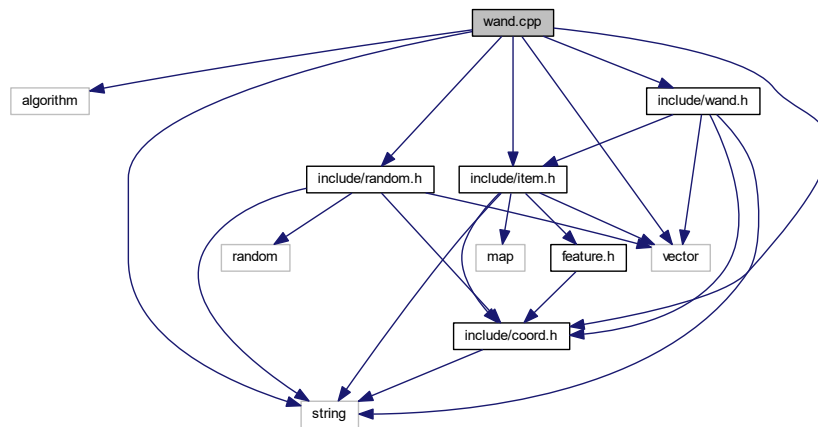 wand.cpp
algorithm
include/wand.h
include/random.h
include/item.h
random
map
feature.h
vector
include/coord.h
string